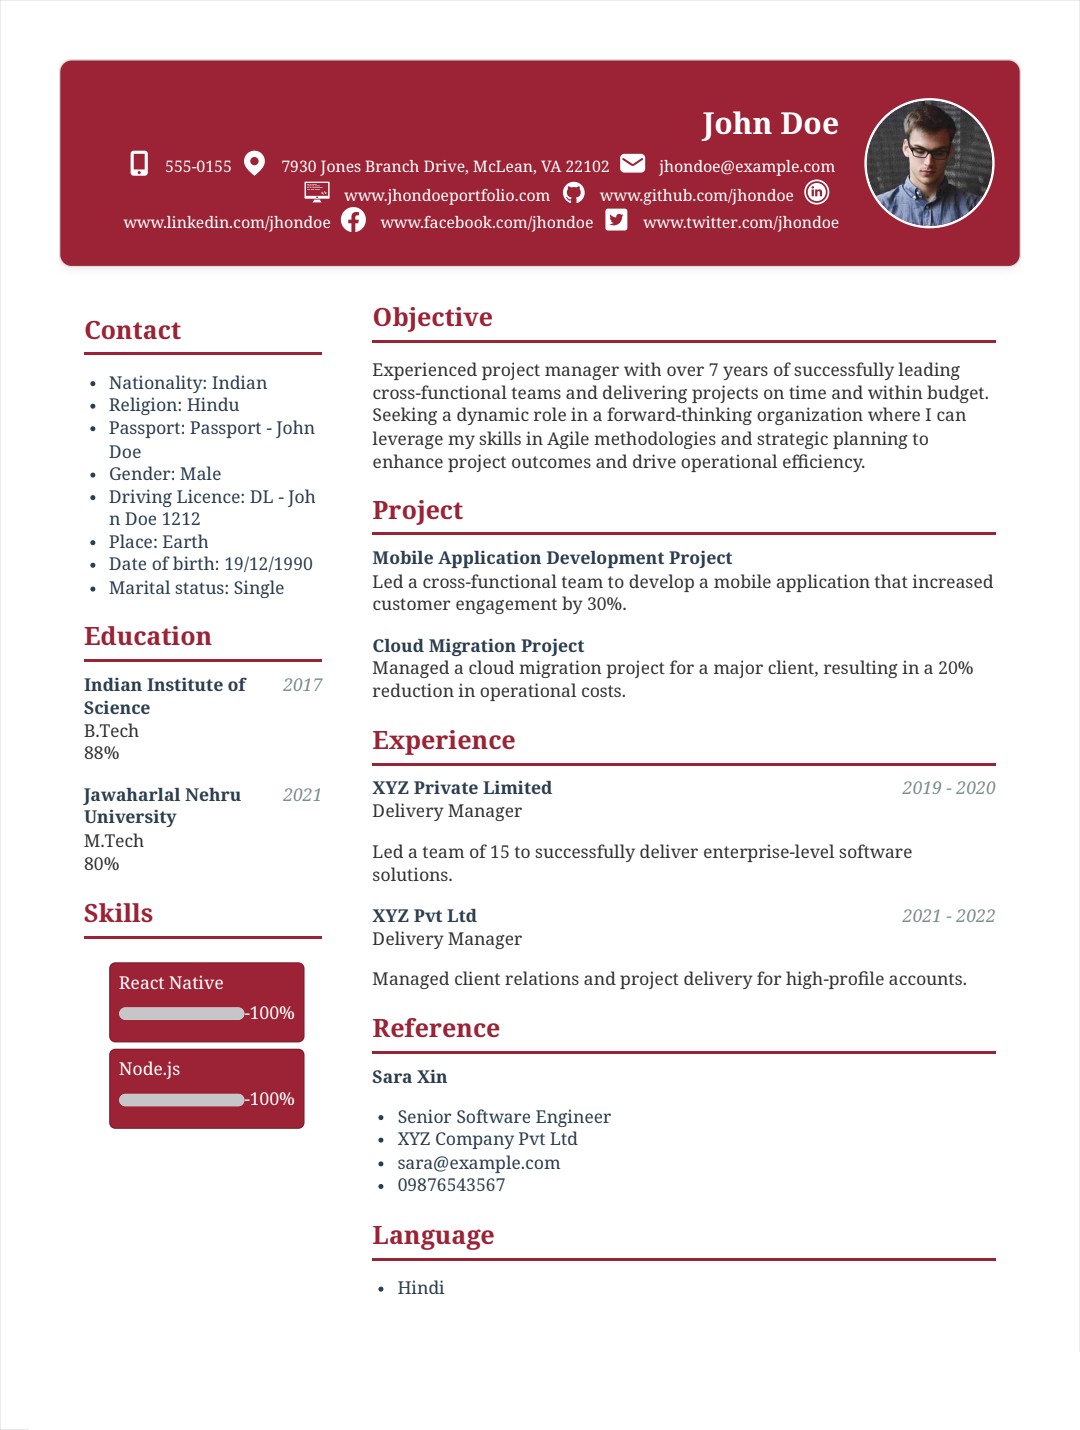 John Doe
555-0155 7930 Jones Branch Drive, McLean, VA 22102 jhondoe@example.com
www.jhondoeportfolio.com www.github.com/jhondoe
www.linkedin.com/jhondoe www.facebook.com/jhondoe www.twitter.com/jhondoe
Contact
• Nationality: Indian
• Religion: Hindu
• Passport: Passport - John
Doe
• Gender: Male
• Driving Licence: DL - Joh
n Doe 1212
• Place: Earth
• Date of birth: 19/12/1990
• Marital status: Single
Education
Indian Institute of 2017
Science
B.Tech
88%
Jawaharlal Nehru 2021
University
M.Tech
80%
Skills
React Native
-100%
Node.js
-100%
Objective
Experienced project manager with over 7 years of successfully leading
cross-functional teams and delivering projects on time and within budget.
Seeking a dynamic role in a forward-thinking organization where I can
leverage my skills in Agile methodologies and strategic planning to
enhance project outcomes and drive operational efficiency.
Project
Mobile Application Development Project
Led a cross-functional team to develop a mobile application that increased
customer engagement by 30%.
Cloud Migration Project
Managed a cloud migration project for a major client, resulting in a 20%
reduction in operational costs.
Experience
XYZ Private Limited 2019 - 2020
Delivery Manager
Led a team of 15 to successfully deliver enterprise-level software
solutions.
XYZ Pvt Ltd 2021 - 2022
Delivery Manager
Managed client relations and project delivery for high-profile accounts.
Reference
Sara Xin
• Senior Software Engineer
• XYZ Company Pvt Ltd
• sara@example.com
• 09876543567
Language
• Hindi